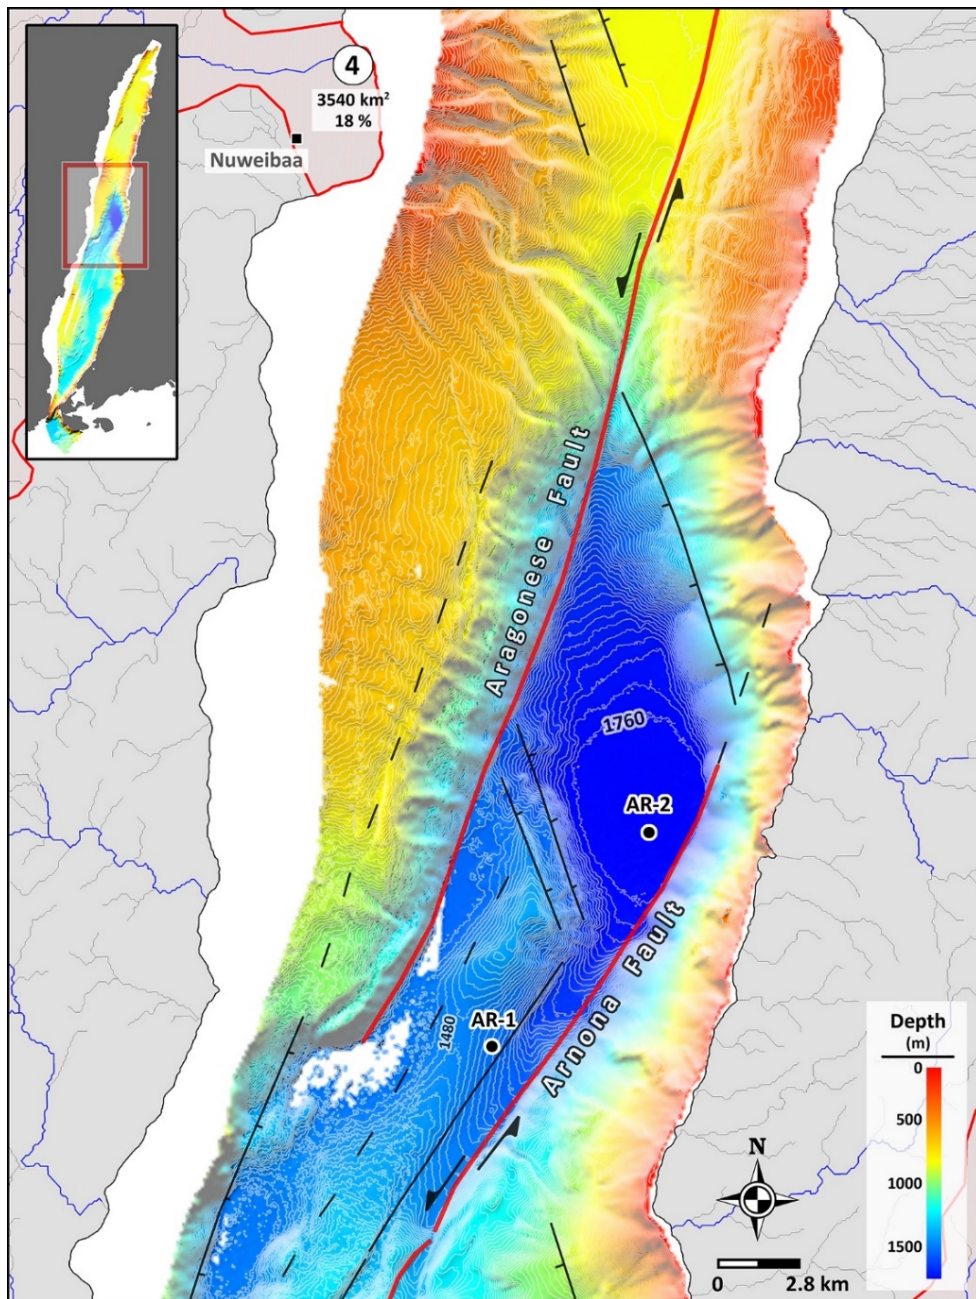 4
3540 km²
18 %
Nuweibaa
Aragonese Fault
1760
AR-2
AR-1
1480
Arnona Fault
Depth
(m)
0
500
1000
1500
N
0 2.8 km